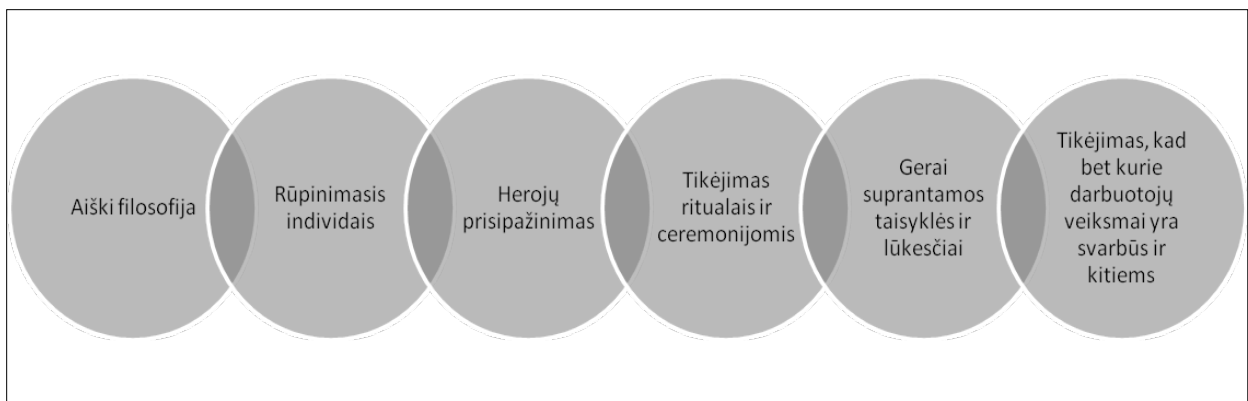 Aiški filosofija
Rūpinimasis
individais
Herojų
prisipažinimas
Tikėjimas
ritualais ir
ceremonijomis
Gerai
suprantamos
taisyklės ir
lūkesčiai
Tikėjimas, kad
bet kurie
darbuotojų
veiksmai yra
svarbūs ir
kitiems